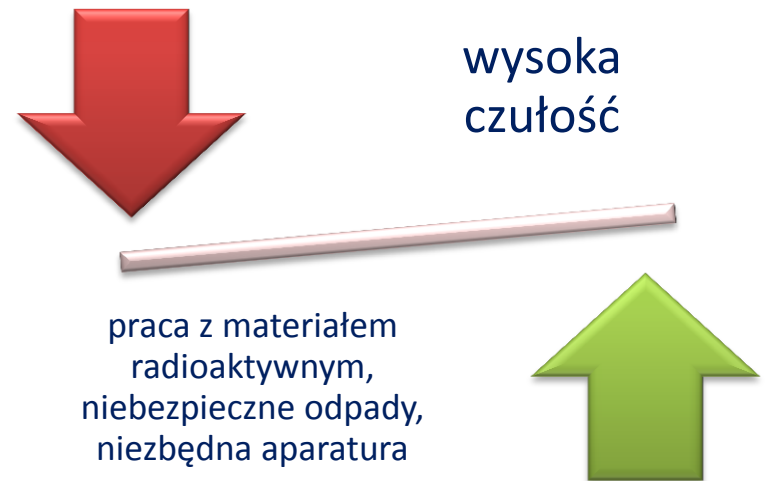 wysoka
czułość
praca z materiałem
radioaktywnym,
niebezpieczne odpady,
niezbędna aparatura